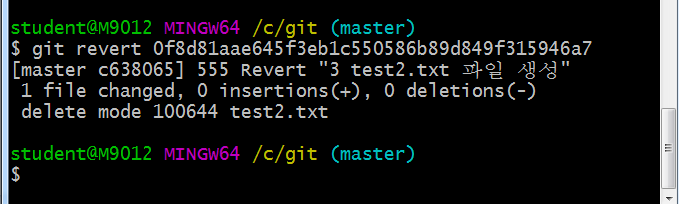 student@M9012 MINGW64 /c/git (master)
$ git revert 0f8d81aae645f3eb1c550586b89d849f315946a7
[master c638065] 555 Revert "3 test2.txt 파일 생성"
 1 file changed, 0 insertions(+), 0 deletions(-)
 delete mode 100644 test2.txt
student@M9012 MINGW64 /c/git (master)
$